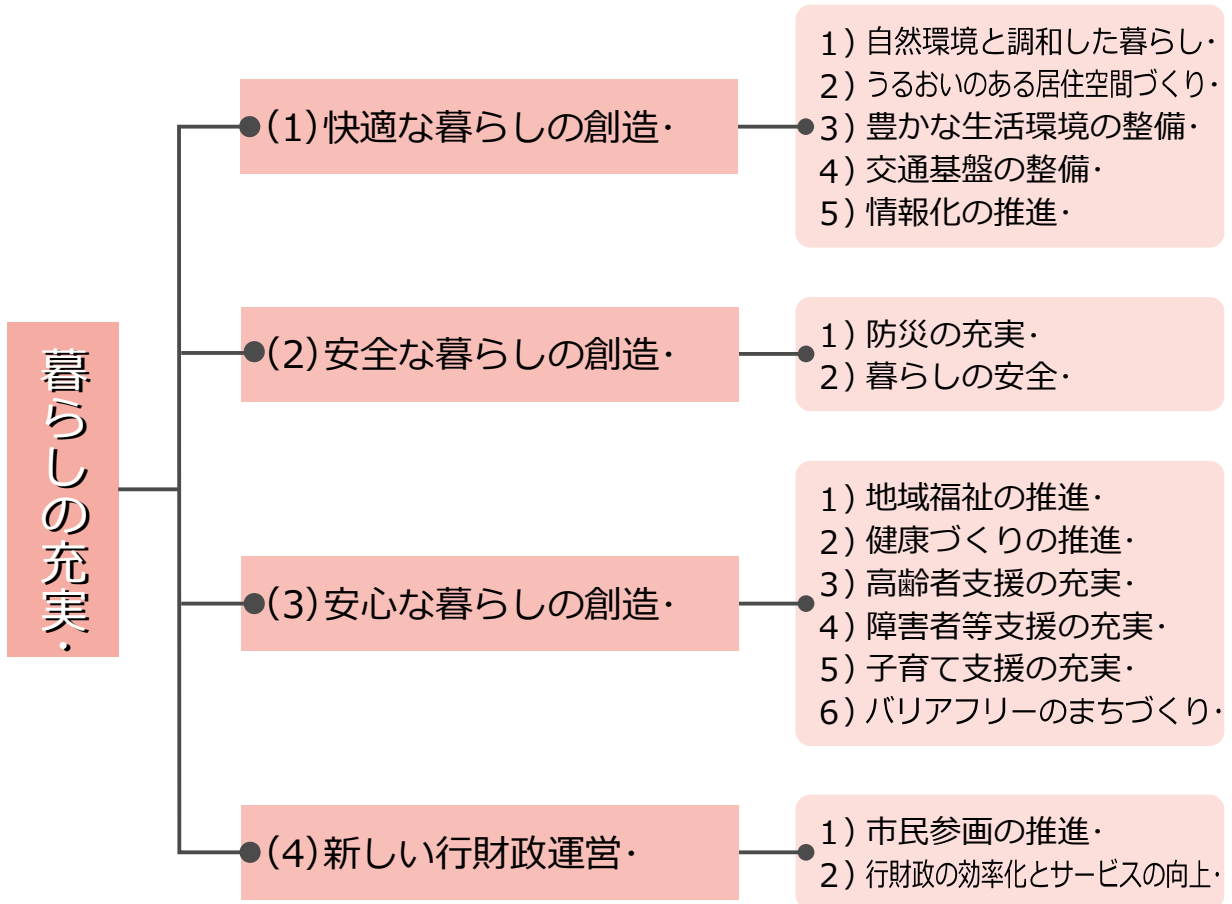 暮らしの充実・
(1)快適な暮らしの創造・
1)自然環境と調和した暮らし・
2)うるおいのある居住空間づくり・
3)豊かな生活環境の整備・
4)交通基盤の整備・
5)情報化の推進・
(2)安全な暮らしの創造・
1)防災の充実・
2)暮らしの安全・
(3)安心な暮らしの創造・
1)地域福祉の推進・
2)健康づくりの推進・
3)高齢者支援の充実・
4)障害者等支援の充実・
5)子育て支援の充実・
6)バリアフリーのまちづくり・
(4)新しい行財政運営・
1)市民参画の推進・
2)行財政の効率化とサービスの向上・